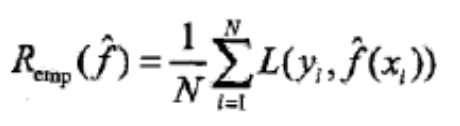 R_emp(f̂) = 1/N ∑_{i=1}^{N} L(y_i, f̂(x_i))